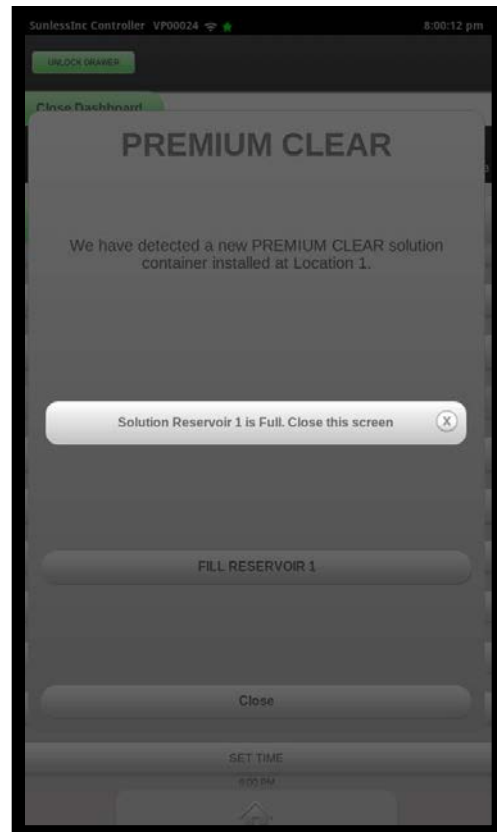 SunlessInc Controller VP00024 8:00:12 pm
UNLOCK DRAWER
Close Dashboard
PREMIUM CLEAR
We have detected a new PREMIUM CLEAR solution
container installed at Location 1.
Solution Reservoir 1 is Full. Close this screen X
FILL RESERVOIR 1
Close
SET TIME